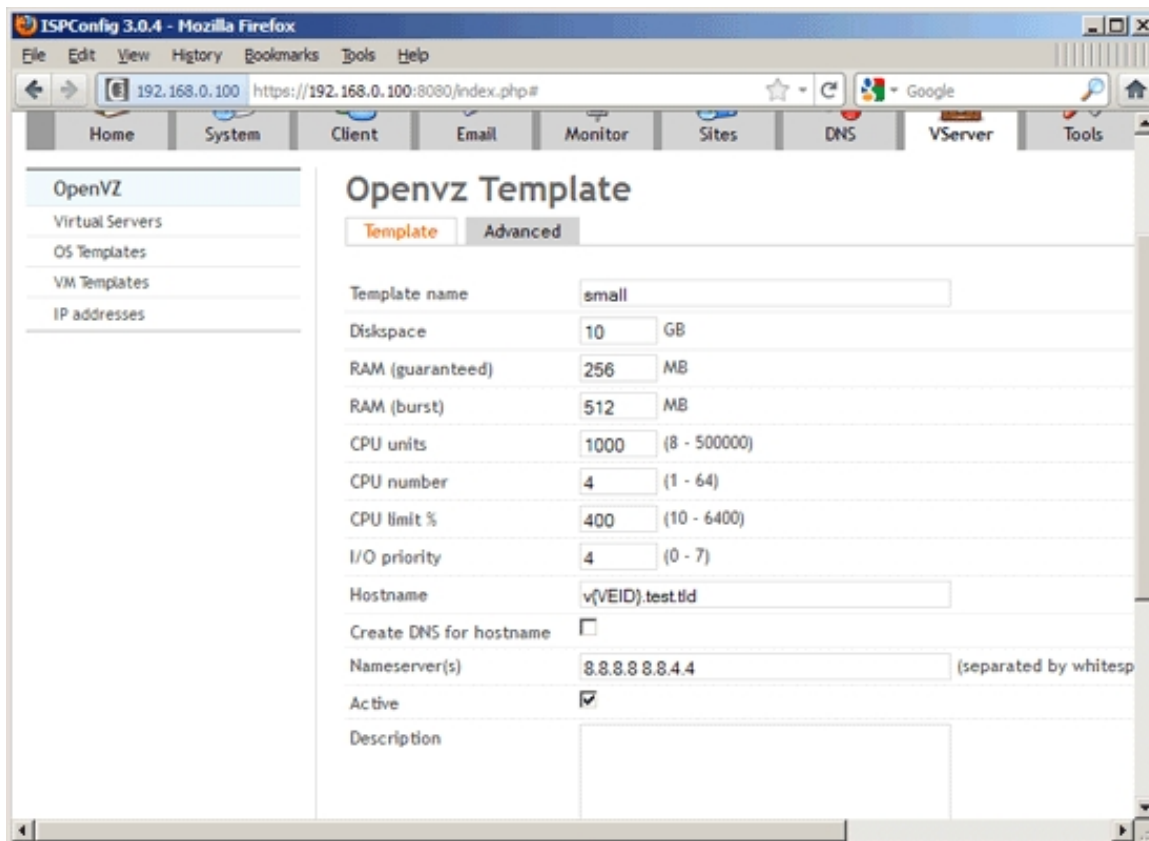 ISPConfig 3.0.4 - Mozilla Firefox
File Edit View History Bookmarks Tools Help
192.168.0.100 https://192.168.0.100:8080/index.php# Google
Home System Client Email Monitor Sites DNS VServer Tools
OpenVZ
Virtual Servers
OS Templates
VM Templates
IP addresses
Openvz Template
Template Advanced
Template name small
Diskspace 10 GB
RAM (guaranteed) 256 MB
RAM (burst) 512 MB
CPU units 1000 (8 - 500000)
CPU number 4 (1 - 64)
CPU limit % 400 (10 - 6400)
I/O priority 4 (0 - 7)
Hostname v{VEID}.test.tld
Create DNS for hostname
Nameserver(s) 8.8.8.8 8.8.4.4 (separated by whitesp
Active
Description